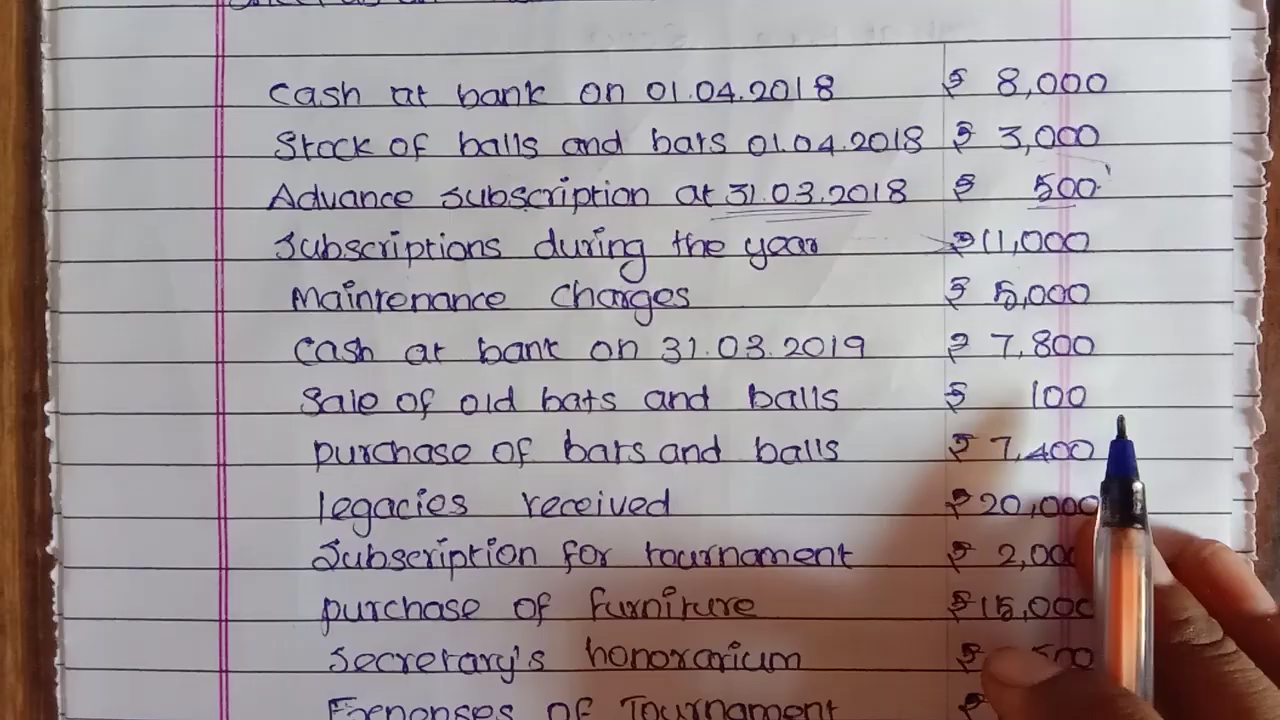 Cash at bank on 01.04.2018 ₹ 8,000
Stock of balls and bats 01.04.2018 ₹ 3,000
Advance subscription at 31.03.2018 ₹ 500
Subscriptions during the year ₹ 11,000
Maintenance charges ₹ 5,000
Cash at bank on 31.03.2019 ₹ 7,800
Sale of old bats and balls ₹ 100
purchase of bats and balls ₹ 7,400
legacies received ₹ 20,000
Subscription for tournament ₹ 2,000
purchase of furniture ₹ 15,000
Secretary's honorarium ₹
Expenses of Tournament ₹